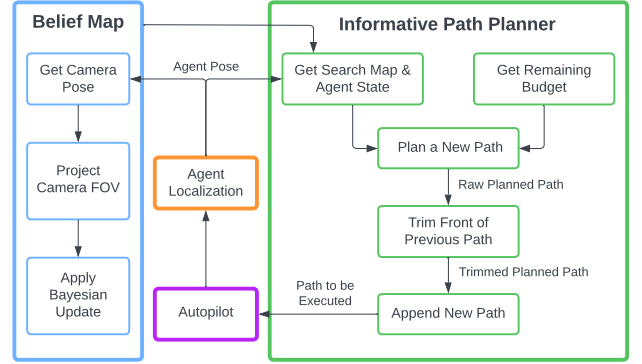 Belief Map
Get Camera
Pose
Project
Camera FOV
Apply
Bayesian
Update
Agent Pose
Agent
Localization
Autopilot
Informative Path Planner
Get Search Map &
Agent State
Get Remaining
Budget
Plan a New Path
Raw Planned Path
Trim Front of
Previous Path
Trimmed Planned Path
Append New Path
Path to be
Executed